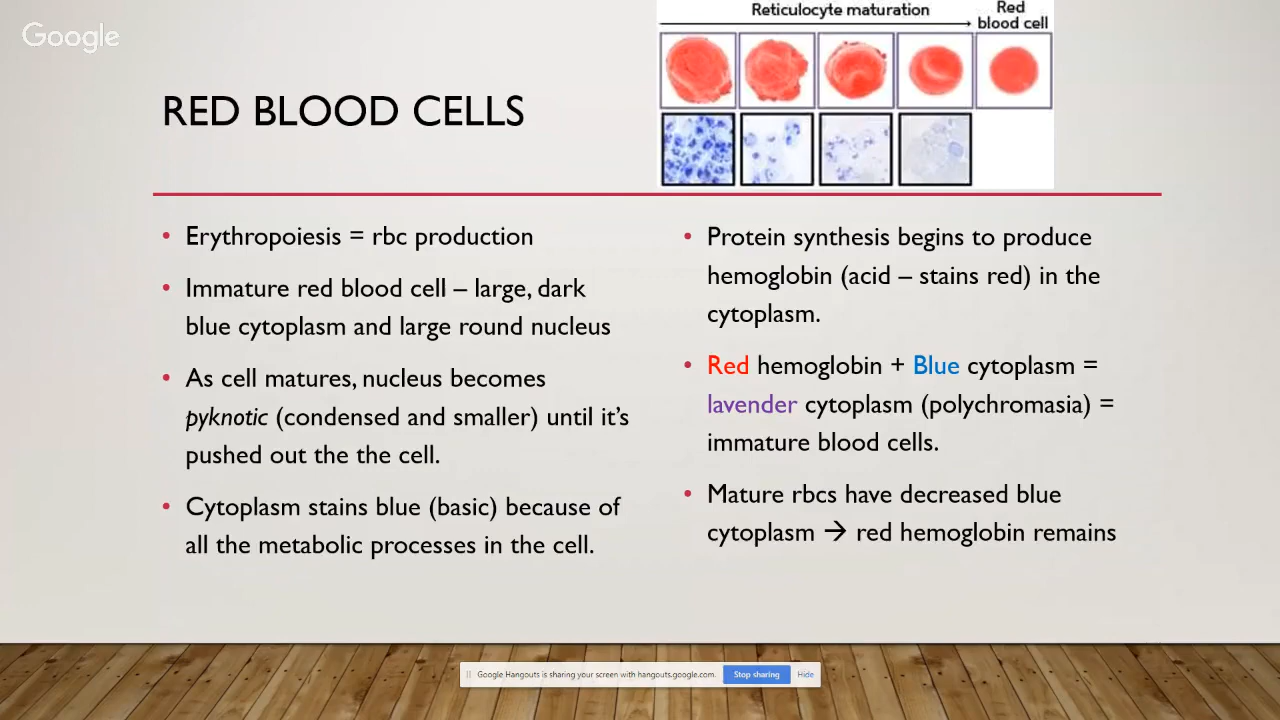 Google
Reticulocyte maturation
Red
blood cell
RED BLOOD CELLS
• Erythropoiesis = rbc production
• Immature red blood cell – large, dark
blue cytoplasm and large round nucleus
• As cell matures, nucleus becomes
pyknotic (condensed and smaller) until it’s
pushed out the the cell.
• Cytoplasm stains blue (basic) because of
all the metabolic processes in the cell.
• Protein synthesis begins to produce
hemoglobin (acid – stains red) in the
cytoplasm.
• Red hemoglobin + Blue cytoplasm =
lavender cytoplasm (polychromasia) =
immature blood cells.
• Mature rbcs have decreased blue
cytoplasm → red hemoglobin remains
Google Hangouts is sharing your screen with hangouts.google.com. Stop sharing Hide